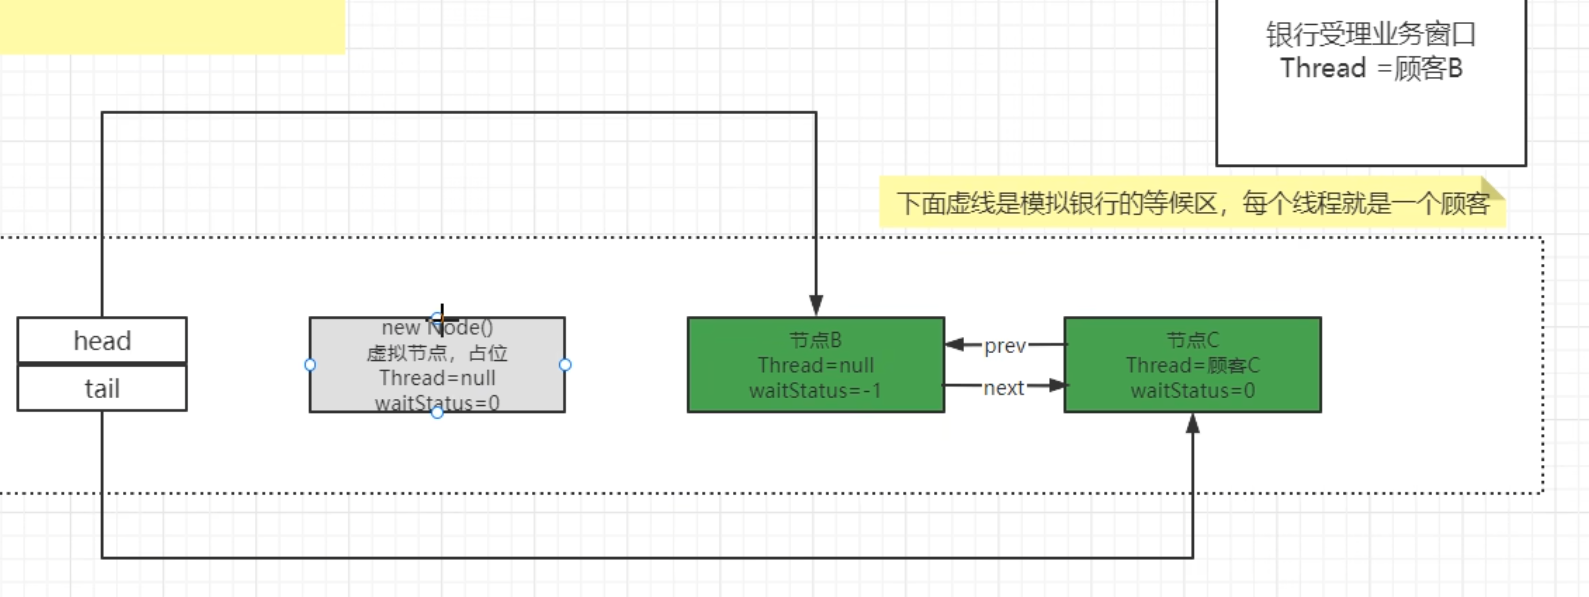 银行受理业务窗口
Thread =顾客B
下面虚线是模拟银行的等候区，每个线程就是一个顾客
head
tail
new Node()
虚拟节点，占位
Thread=null
waitStatus=0
节点B
Thread=null
waitStatus=-1
prev
next
节点C
Thread=顾客C
waitStatus=0